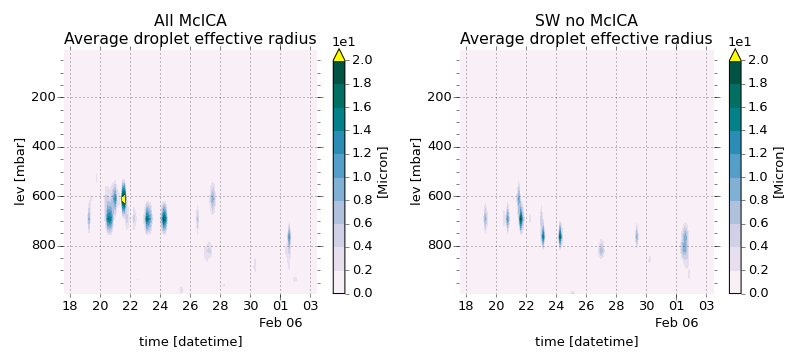 All McICA
Average droplet effective radius
1e1
2.0
1.8
1.6
1.4
1.2
1.0
0.8
0.6
0.4
0.2
0.0
[Micron]
lev [mbar]
200
400
600
800
18 20 22 24 26 28 30 01 03
Feb 06
time [datetime]
SW no McICA
Average droplet effective radius
1e1
2.0
1.8
1.6
1.4
1.2
1.0
0.8
0.6
0.4
0.2
0.0
[Micron]
lev [mbar]
200
400
600
800
18 20 22 24 26 28 30 01 03
Feb 06
time [datetime]